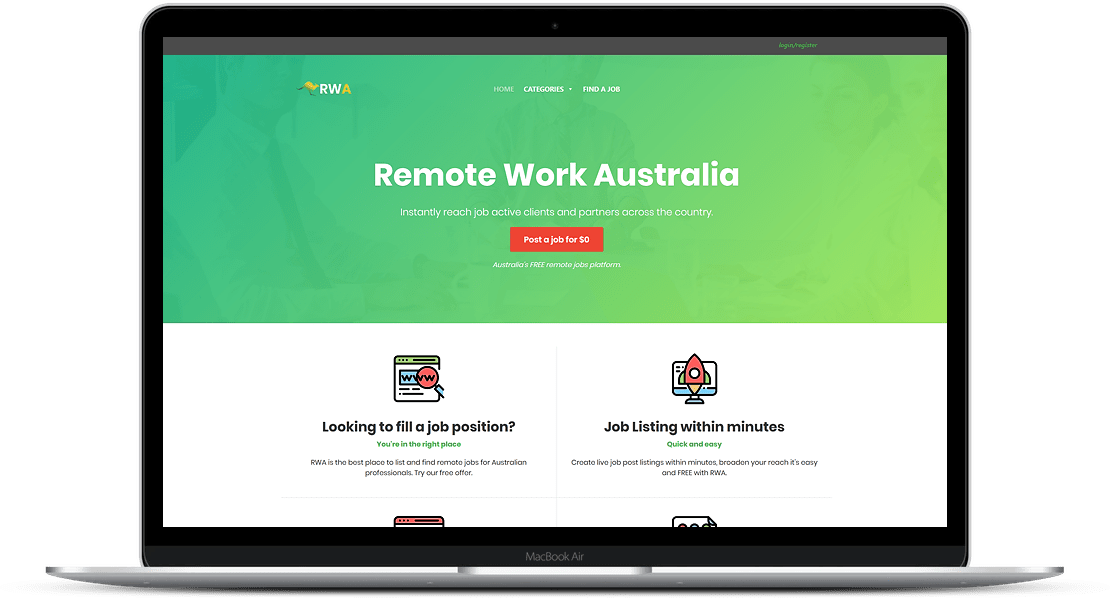 login/register
RWA
HOME CATEGORIES FIND A JOB
Remote Work Australia
Instantly reach job active clients and partners across the country.
Post a job for $0
Australia's FREE remote jobs platform.
WWW
Looking to fill a job position?
You're in the right place
RWA is the best place to list and find remote jobs for Australian
professionals. Try our free offer.
Job Listing within minutes
Quick and easy
Create live job post listings within minutes, broaden your reach it's easy
and FREE with RWA.
MacBook Air